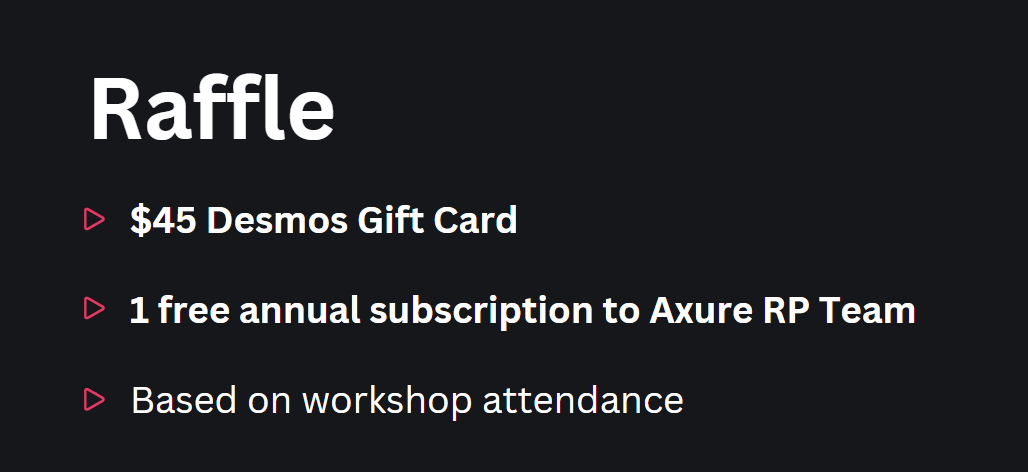 Raffle
$45 Desmos Gift Card
1 free annual subscription to Axure RP Team
Based on workshop attendance